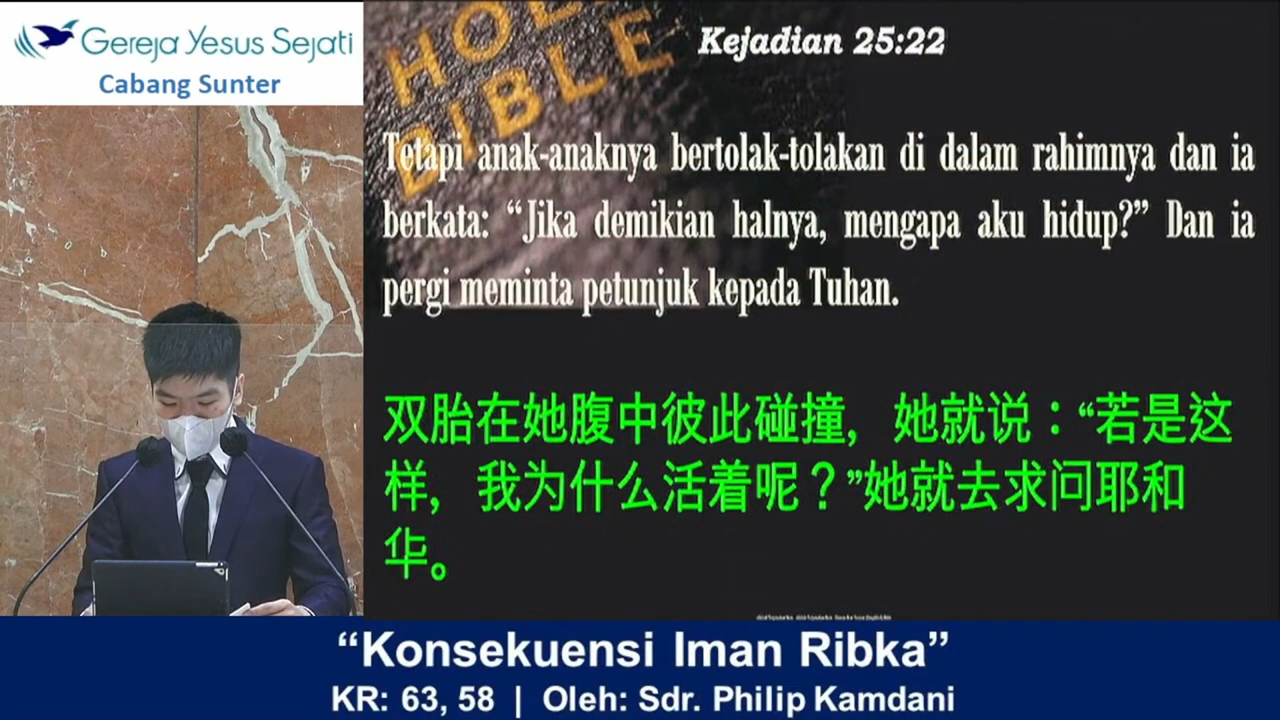 Gereja Yesus Sejati
Cabang Sunter
HOLY
BIBLE
Kejadian 25:22
Tetapi anak-anaknya bertolak-tolakan di dalam rahimnya dan ia
berkata: “Jika demikian halnya, mengapa aku hidup?” Dan ia
pergi meminta petunjuk kepada Tuhan.
双胎在她腹中彼此碰撞，她就说：“若是这
样，我为什么活着呢？”她就去求问耶和
华。
“Konsekuensi Iman Ribka”
KR: 63, 58 | Oleh: Sdr. Philip Kamdani